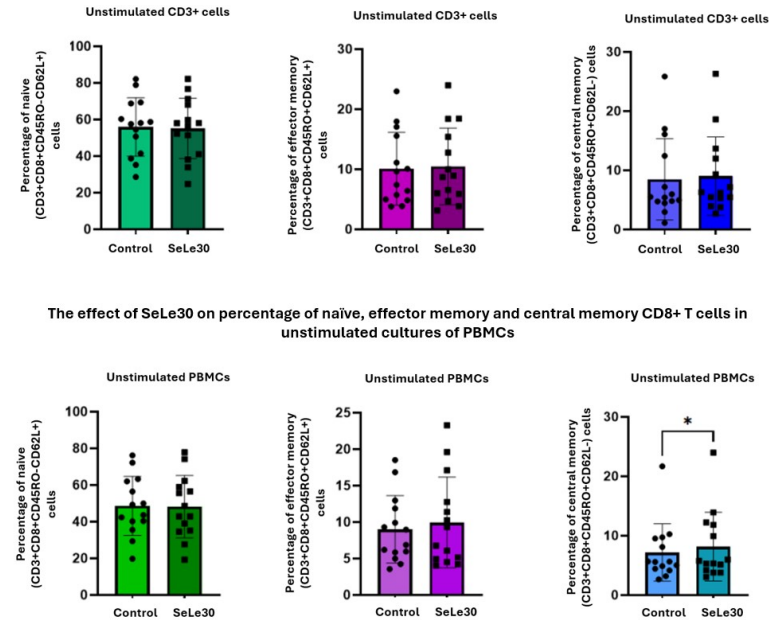 Unstimulated CD3+ cells
Percentage of naive
(CD3+CD8+CD45RO-CD62L+)
cells
100
80
60
40
20
0
Control
SeLe30
Unstimulated CD3+ cells
Percentage of effector memory
(CD3+CD8+CD45RO+CD62L+)
cells
30
20
10
0
Control
SeLe30
Unstimulated CD3+ cells
Percentage of central memory
(CD3+CD8+CD45RO+CD62L-) cells
30
20
10
0
Control
SeLe30
The effect of SeLe30 on percentage of naïve, effector memory and central memory CD8+ T cells in
unstimulated cultures of PBMCs
Unstimulated PBMCs
Percentage of naive
(CD3+CD8+CD45RO-CD62L+)
cells
100
80
60
40
20
0
Control
SeLe30
Unstimulated PBMCs
Percentage of effector memory
(CD3+CD8+CD45RO+CD62L+)
cells
25
20
15
10
5
0
Control
SeLe30
Unstimulated PBMCs
Percentage of central memory
(CD3+CD8+CD45RO+CD62L-) cells
30
20
10
0
*
Control
SeLe30